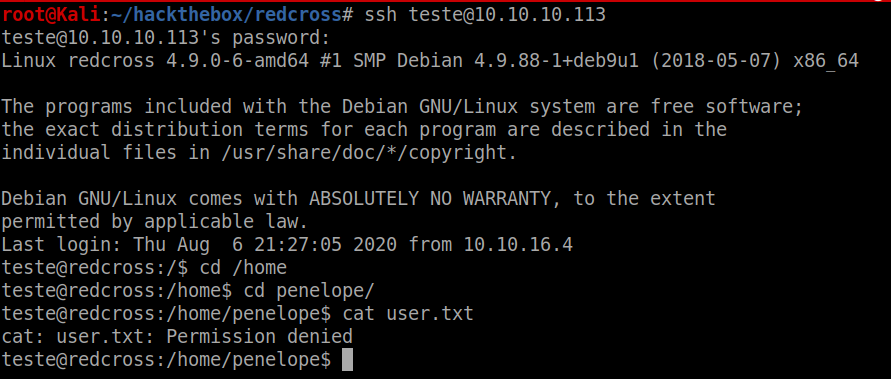 root@Kali:~/hackthebox/redcross# ssh teste@10.10.10.113
teste@10.10.10.113's password:
Linux redcross 4.9.0-6-amd64 #1 SMP Debian 4.9.88-1+deb9u1 (2018-05-07) x86_64
The programs included with the Debian GNU/Linux system are free software;
the exact distribution terms for each program are described in the
individual files in /usr/share/doc/*/copyright.
Debian GNU/Linux comes with ABSOLUTELY NO WARRANTY, to the extent
permitted by applicable law.
Last login: Thu Aug  6 21:27:05 2020 from 10.10.16.4
teste@redcross:/$ cd /home
teste@redcross:/home$ cd penelope/
teste@redcross:/home/penelope$ cat user.txt
cat: user.txt: Permission denied
teste@redcross:/home/penelope$